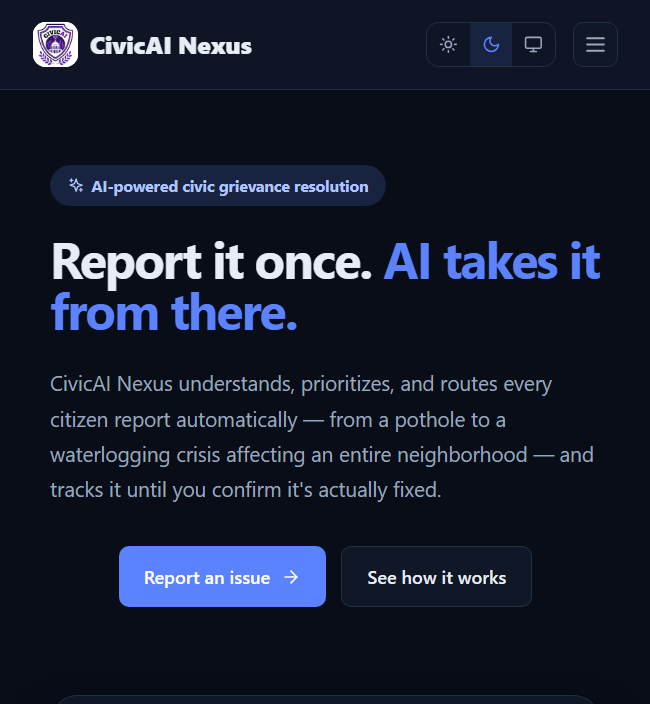 CIVICAI
CivicAI Nexus
AI-powered civic grievance resolution
Report it once. AI takes it
from there.
CivicAI Nexus understands, prioritizes, and routes every
citizen report automatically — from a pothole to a
waterlogging crisis affecting an entire neighborhood — and
tracks it until you confirm it's actually fixed.
Report an issue
See how it works